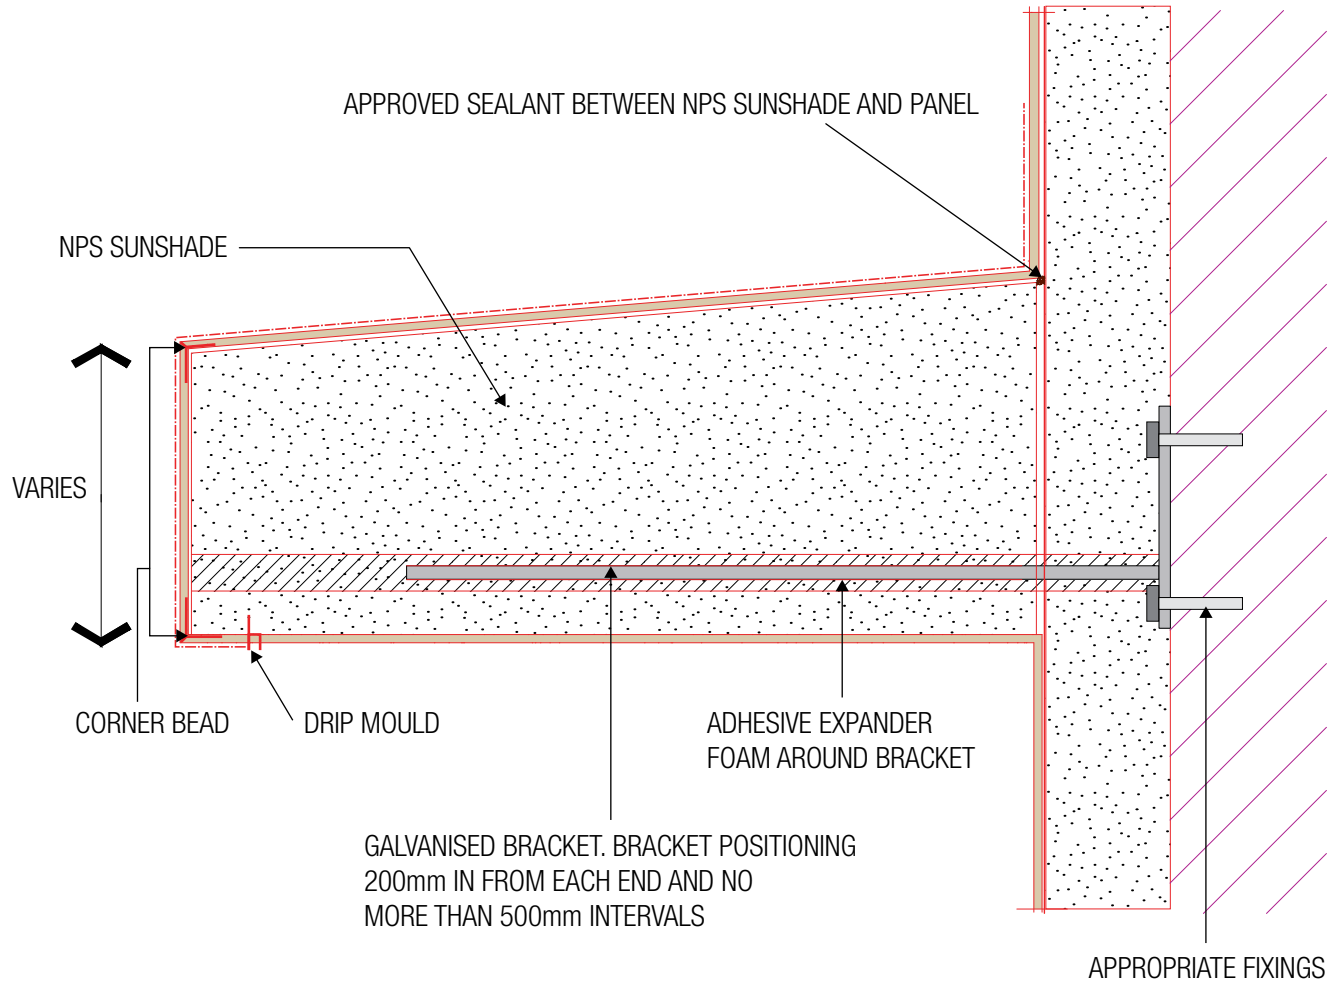 APPROVED SEALANT BETWEEN NPS SUNSHADE AND PANEL
NPS SUNSHADE
VARIES
CORNER BEAD
DRIP MOULD
ADHESIVE EXPANDER
FOAM AROUND BRACKET
GALVANISED BRACKET. BRACKET POSITIONING
200mm IN FROM EACH END AND NO
MORE THAN 500mm INTERVALS
APPROPRIATE FIXINGS